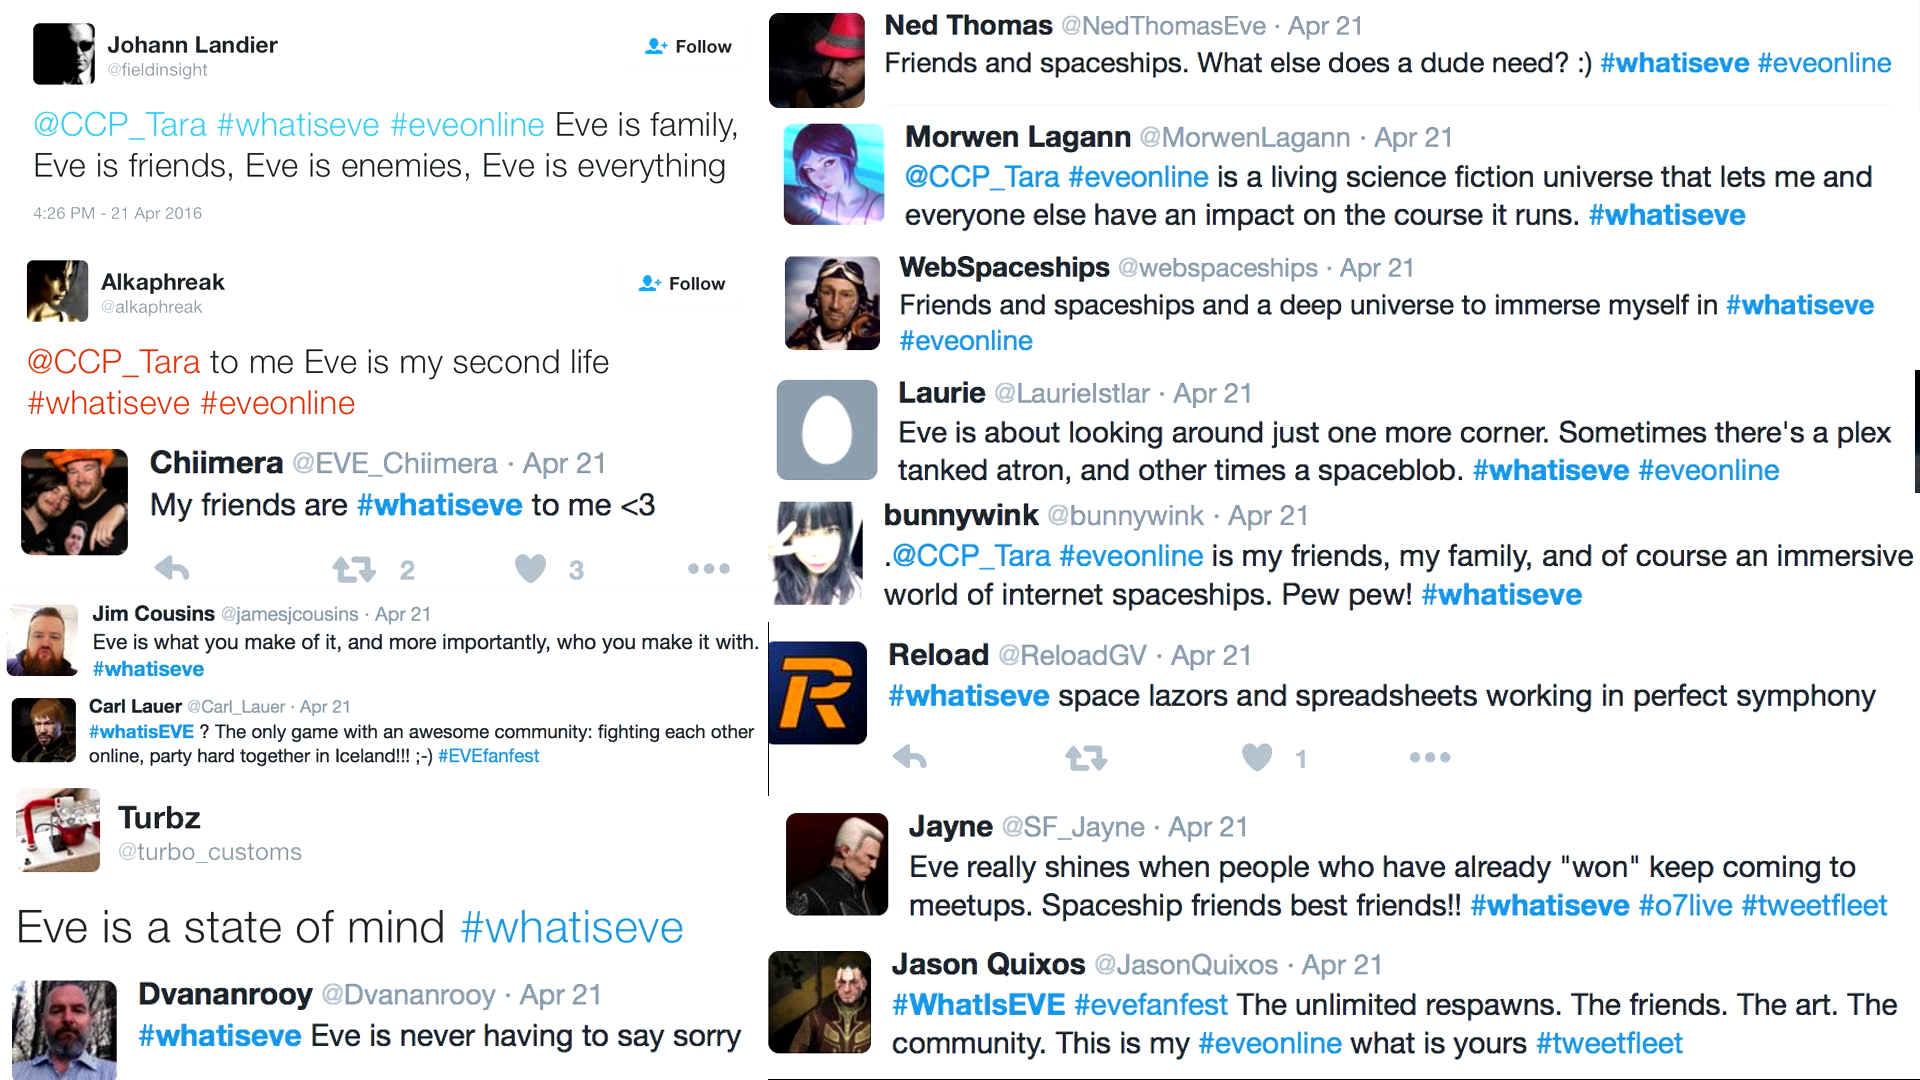 Johann Landier
@fieldinsight
Follow
@CCP_Tara #whatiseve #eveonline Eve is family,
Eve is friends, Eve is enemies, Eve is everything
4:26 PM - 21 Apr 2016
Alkaphreak
@alkaphreak
Follow
@CCP_Tara to me Eve is my second life
#whatiseve #eveonline
Chiimera @EVE_Chiimera · Apr 21
My friends are #whatiseve to me <3
2 3
Jim Cousins @jamesjcousins · Apr 21
Eve is what you make of it, and more importantly, who you make it with.
#whatiseve
Carl Lauer @Carl_Lauer · Apr 21
#whatisEVE ? The only game with an awesome community: fighting each other
online, party hard together in Iceland!!! ;-) #EVEfanfest
Turbz
@turbo_customs
Eve is a state of mind #whatiseve
Dvananrooy @Dvananrooy · Apr 21
#whatiseve Eve is never having to say sorry
Ned Thomas @NedThomasEve · Apr 21
Friends and spaceships. What else does a dude need? :) #whatiseve #eveonline
Morwen Lagann @MorwenLagann · Apr 21
@CCP_Tara #eveonline is a living science fiction universe that lets me and
everyone else have an impact on the course it runs. #whatiseve
WebSpaceships @webspaceships · Apr 21
Friends and spaceships and a deep universe to immerse myself in #whatiseve
#eveonline
Laurie @LaurieIstlar · Apr 21
Eve is about looking around just one more corner. Sometimes there's a plex
tanked atron, and other times a spaceblob. #whatiseve #eveonline
bunnywink @bunnywink · Apr 21
.@CCP_Tara #eveonline is my friends, my family, and of course an immersive
world of internet spaceships. Pew pew! #whatiseve
Reload @ReloadGV · Apr 21
#whatiseve space lazors and spreadsheets working in perfect symphony
1
Jayne @SF_Jayne · Apr 21
Eve really shines when people who have already "won" keep coming to
meetups. Spaceship friends best friends!! #whatiseve #o7live #tweetfleet
Jason Quixos @JasonQuixos · Apr 21
#WhatIsEVE #evefanfest The unlimited respawns. The friends. The art. The
community. This is my #eveonline what is yours #tweetfleet